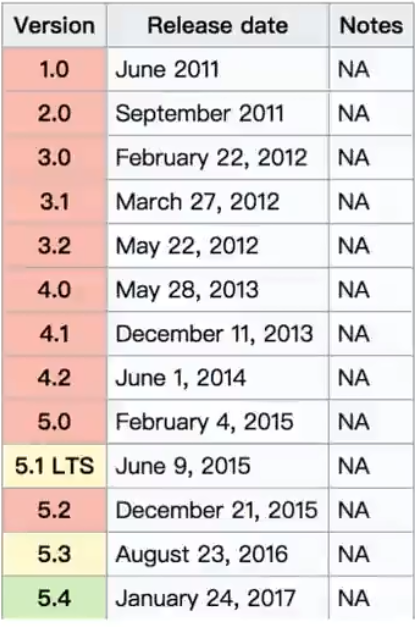 Version Release date Notes
1.0 June 2011 NA
2.0 September 2011 NA
3.0 February 22, 2012 NA
3.1 March 27, 2012 NA
3.2 May 22, 2012 NA
4.0 May 28, 2013 NA
4.1 December 11, 2013 NA
4.2 June 1, 2014 NA
5.0 February 4, 2015 NA
5.1 LTS June 9, 2015 NA
5.2 December 21, 2015 NA
5.3 August 23, 2016 NA
5.4 January 24, 2017 NA